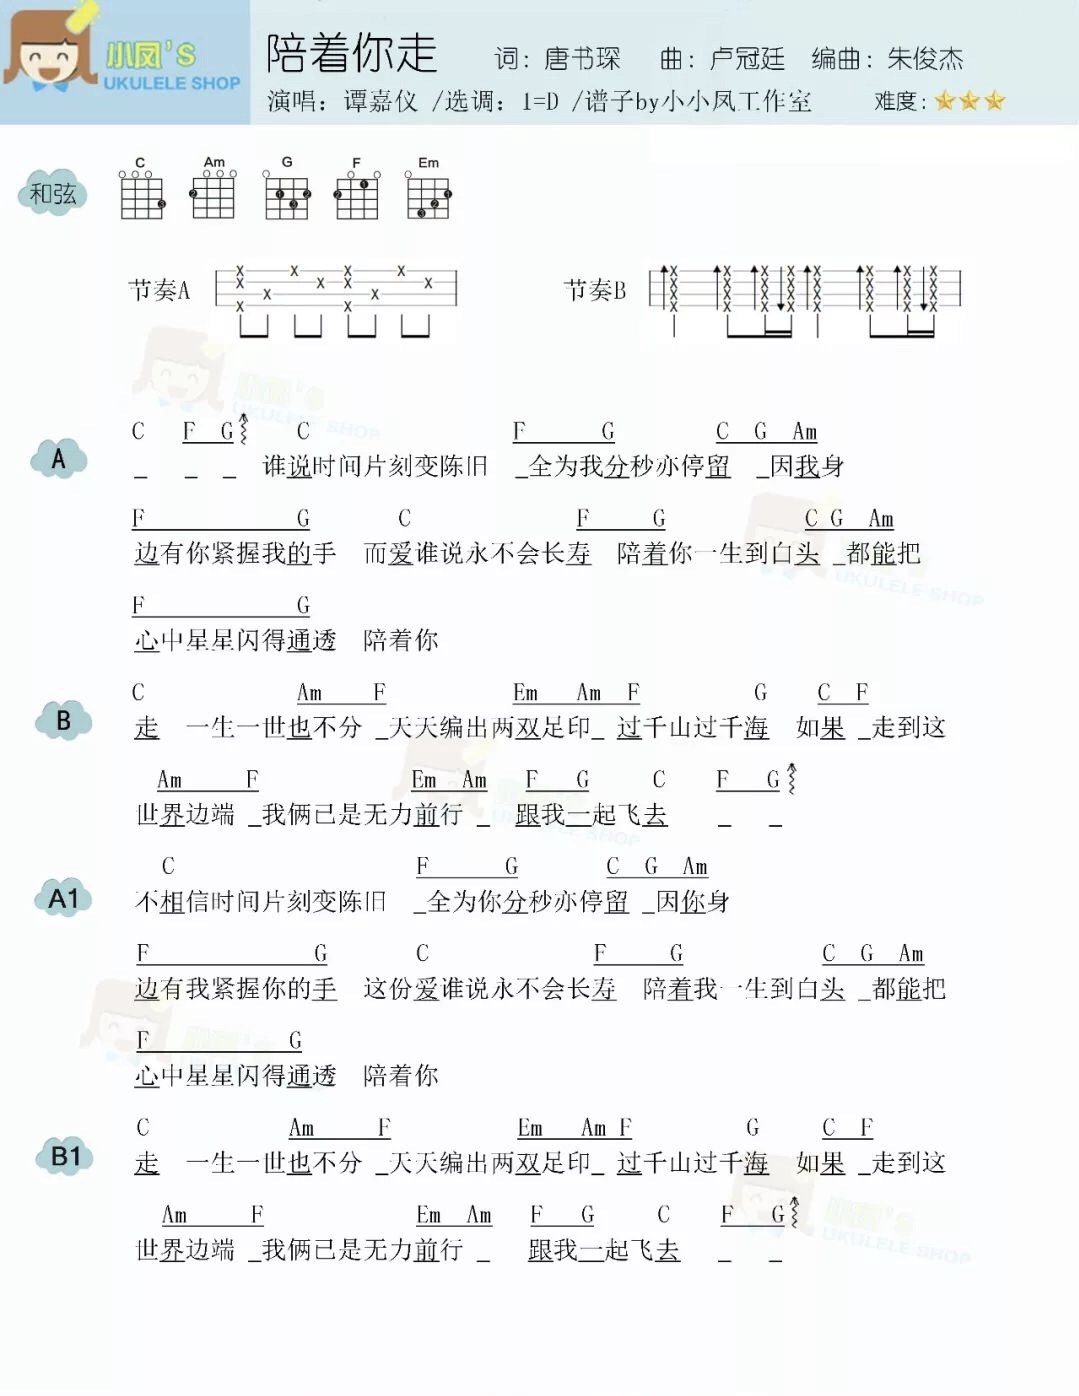 小凤'S
UKULELE SHOP
陪着你走 词：唐书琛 曲：卢冠廷 编曲：朱俊杰
演唱：谭嘉仪 /选调：1=D /谱子by小小凤工作室 难度：
和弦 C Am G F Em
节奏A 节奏B
C F G C F G C G Am
A _ _ _ 谁说时间片刻变陈旧 _全为我分秒亦停留 _因我身
F G C F G C G Am
边有你紧握我的手 而爱谁说永不会长寿 陪着你一生到白头 _都能把
F G
心中星星闪得通透 陪着你
C Am F Em Am F G C F
B 走 一生一世也不分 _天天编出两双足印_ 过千山过千海 如果 _走到这
Am F Em Am F G C F G
世界边端 _我俩已是无力前行 _ 跟我一起飞去 _ _
C F G C G Am
A1 不相信时间片刻变陈旧 _全为你分秒亦停留 _因你身
F G C F G C G Am
边有我紧握你的手 这份爱谁说永不会长寿 陪着我一生到白头 _都能把
F G
心中星星闪得通透 陪着你
C Am F Em Am F G C F
B1 走 一生一世也不分 _天天编出两双足印_ 过千山过千海 如果 _走到这
Am F Em Am F G C F G
世界边端 _我俩已是无力前行 _ 跟我一起飞去 _ _